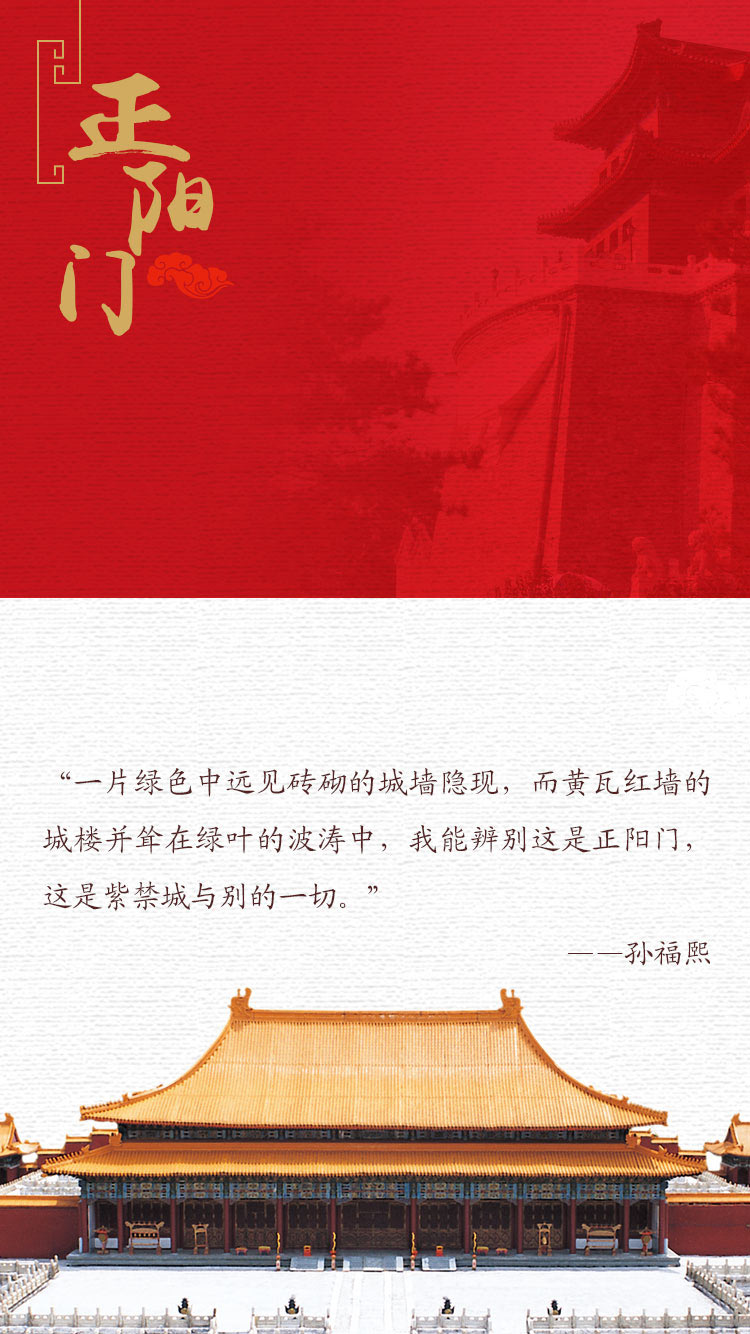 正阳门
“一片绿色中远见砖砌的城墙隐现，而黄瓦红墙的
城楼并耸在绿叶的波涛中，我能辨别这是正阳门，
这是紫禁城与别的一切。”
——孙福熙